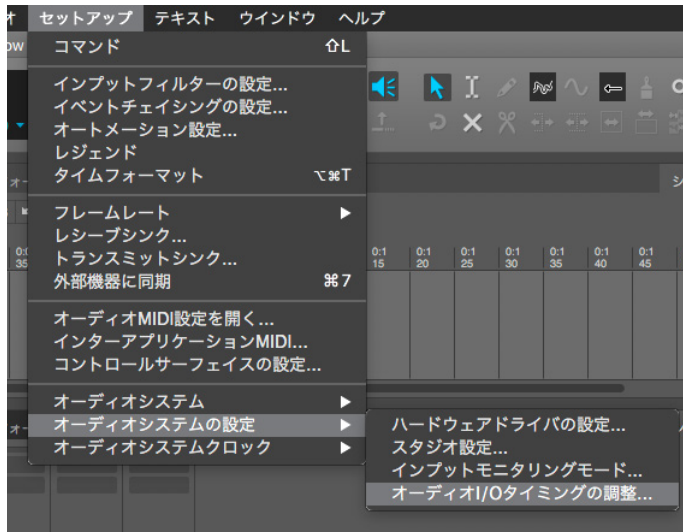 オ セットアップ テキスト ウインドウ ヘルプ
コマンド ⇧L
インプットフィルターの設定...
イベントチェイシングの設定...
オートメーション設定...
レジェンド
タイムフォーマット ⌥⌘T
フレームレート ▶
レシーブシンク...
トランスミットシンク...
外部機器に同期 ⌘7
オーディオMIDI設定を開く...
インターアプリケーションMIDI...
コントロールサーフェイスの設定...
オーディオシステム ▶
オーディオシステムの設定 ▶
オーディオシステムクロック ▶
ハードウェアドライバの設定...
スタジオ設定...
インプットモニタリングモード...
オーディオI/Oタイミングの調整...
0:1 0:1 0:1 0:1 0:1 0:1 0:1
15 20 25 30 35 40 45